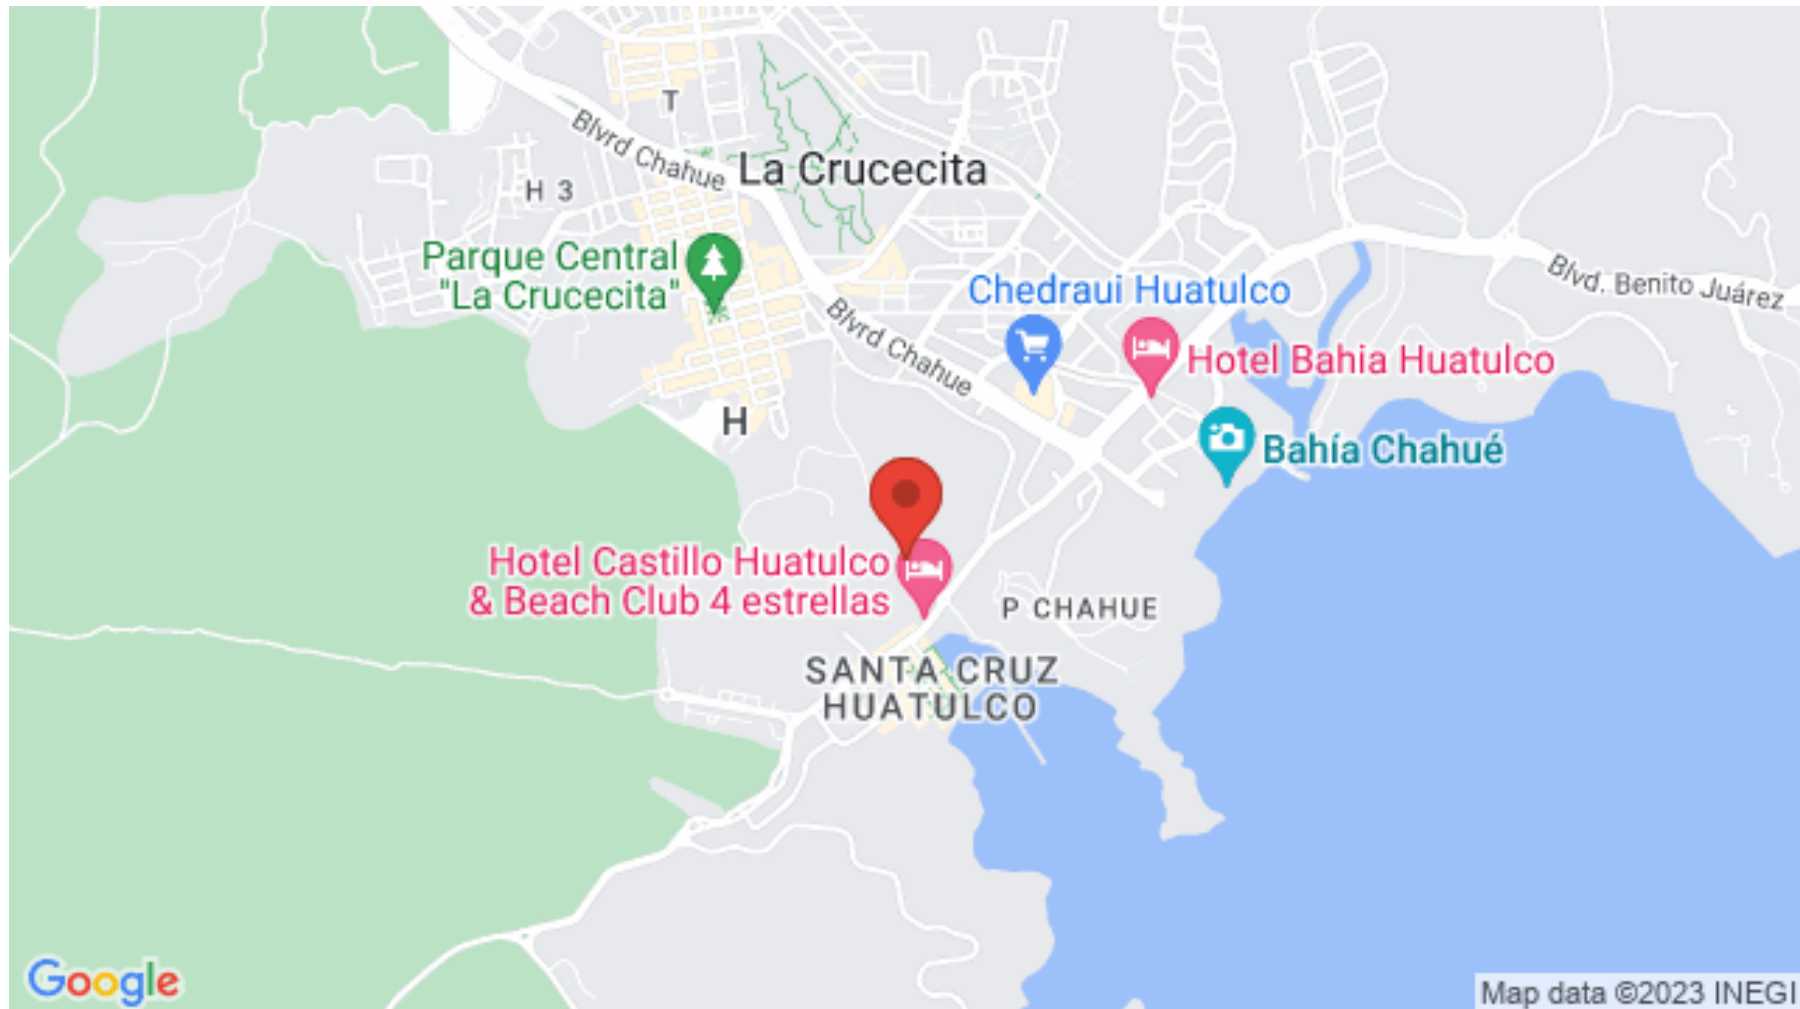 T
Blvrd Chahue
La Crucecita
H 3
Parque Central
"La Crucecita"
Blvd. Benito Juárez
Chedraui Huatulco
Blvrd Chahue
Hotel Bahia Huatulco
H
Bahía Chahué
Hotel Castillo Huatulco
& Beach Club 4 estrellas
P CHAHUE
SANTA CRUZ
HUATULCO
Google
Map data ©2023 INEGI